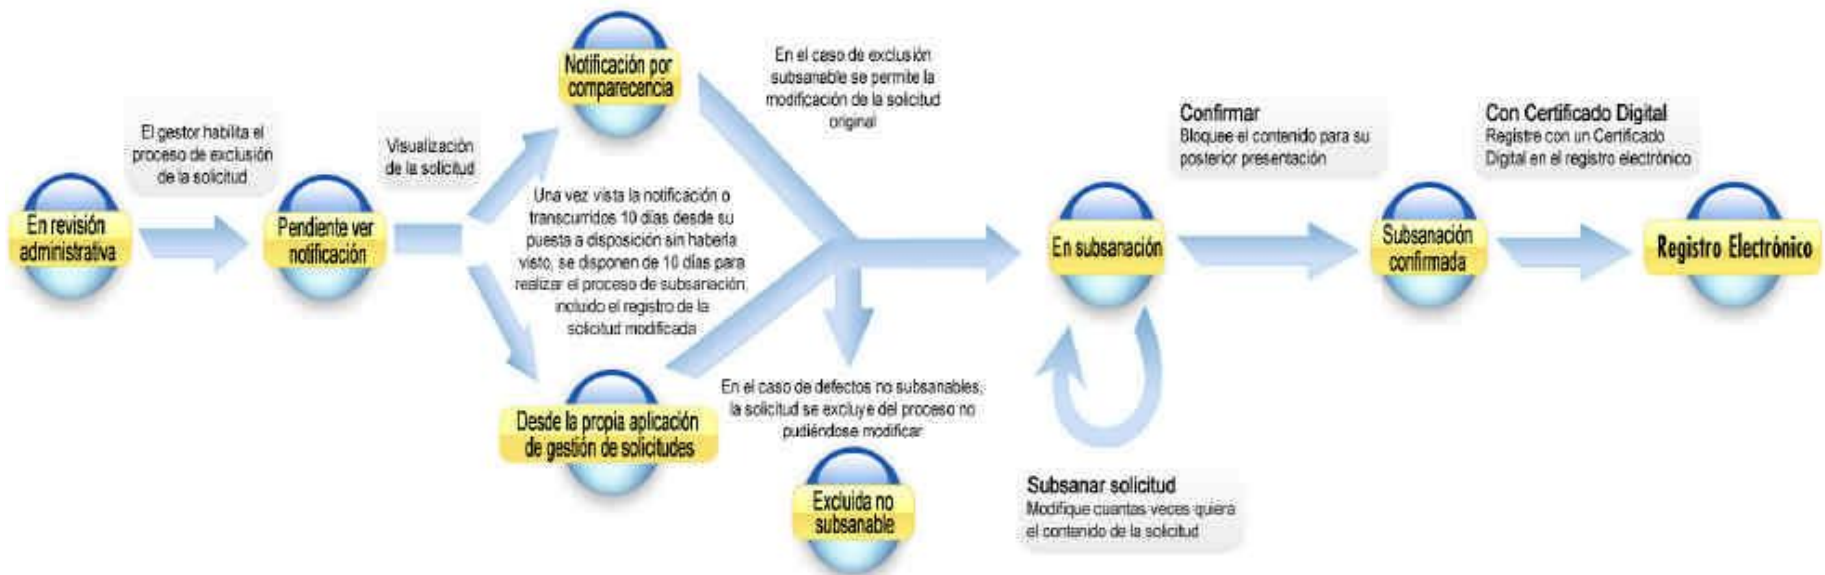 En revisión
administrativa
El gestor habilita el
proceso de exclusión
de la solicitud
Pendiente ver
notificación
Visualización
de la solicitud
Notificación por
comparecencia
Una vez vista la notificación o
transcurridos 10 días desde su
puesta a disposición sin haberla
visto, se disponen de 10 días para
realizar el proceso de subsanación
incluido el registro de la
solicitud modificada
Desde la propia aplicación
de gestión de solicitudes
En el caso de exclusión
subsanable se permite la
modificación de la solicitud
original
En el caso de defectos no subsanables,
la solicitud se excluye del proceso no
pudiéndose modificar
Excluida no
subsanable
En subsanación
Subsanar solicitud
Modifique cuantas veces quiera
el contenido de la solicitud
Confirmar
Bloquee el contenido para su
posterior presentación
Subsanación
confirmada
Con Certificado Digital
Registre con un Certificado
Digital en el registro electrónico
Registro Electrónico